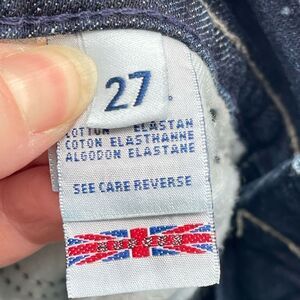 27
COTTON ELASTAN
COTON ELASTHANNE
ALGODON ELASTANE
SEE CARE REVERSE